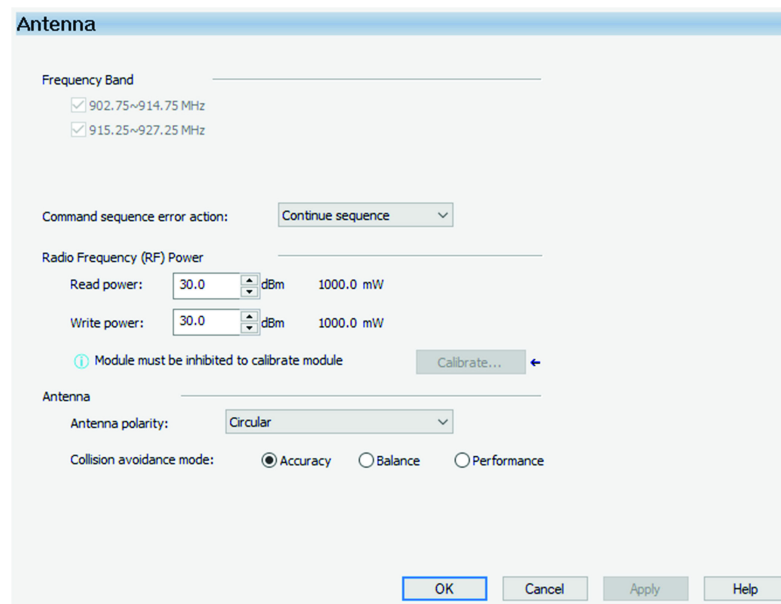 Antenna
Frequency Band
902.75~914.75 MHz
915.25~927.25 MHz
Command sequence error action: Continue sequence
Radio Frequency (RF) Power
Read power: 30.0 dBm 1000.0 mW
Write power: 30.0 dBm 1000.0 mW
Module must be inhibited to calibrate module Calibrate...
Antenna
Antenna polarity: Circular
Collision avoidance mode: Accuracy Balance Performance
OK Cancel Apply Help